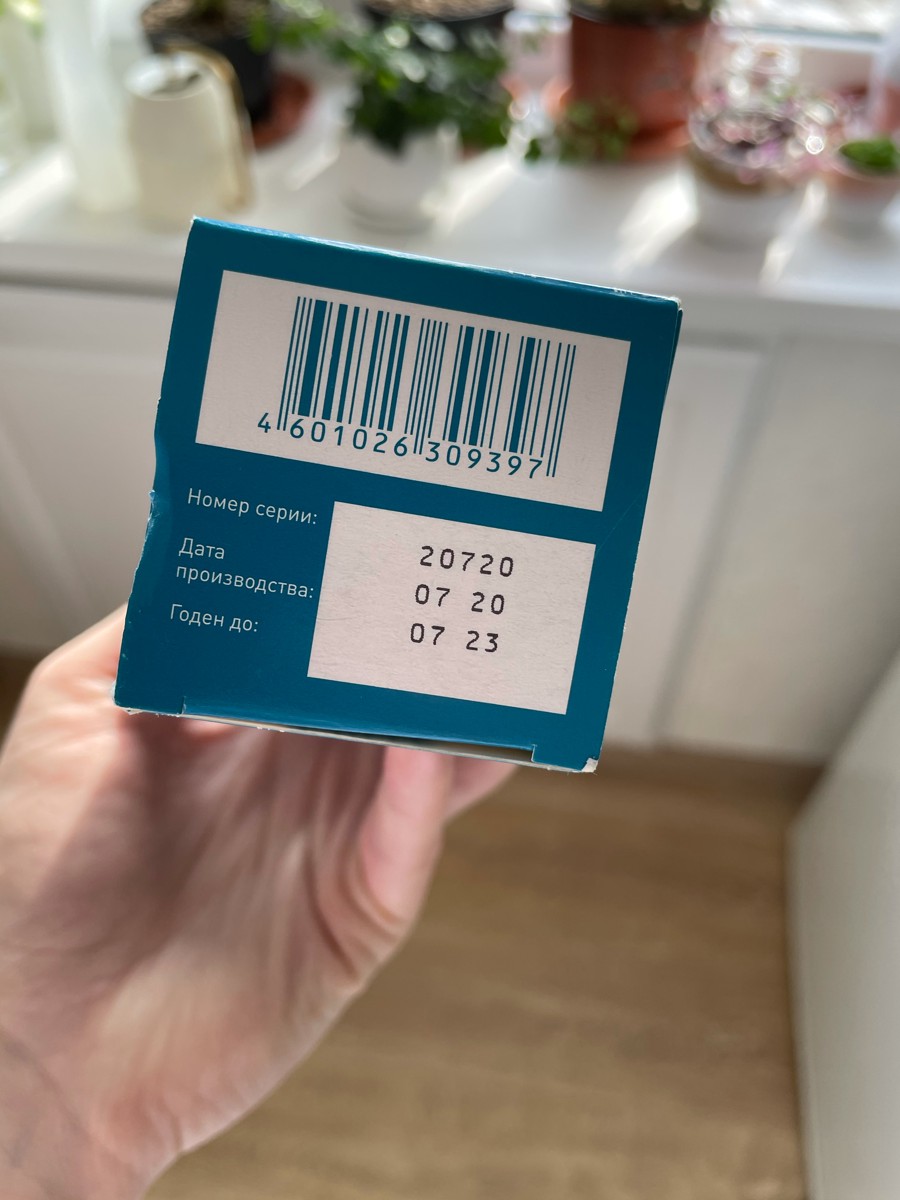 4 601026 309397
Номер серии:
20720
Дата
производства:
07 20
Годен до:
07 23